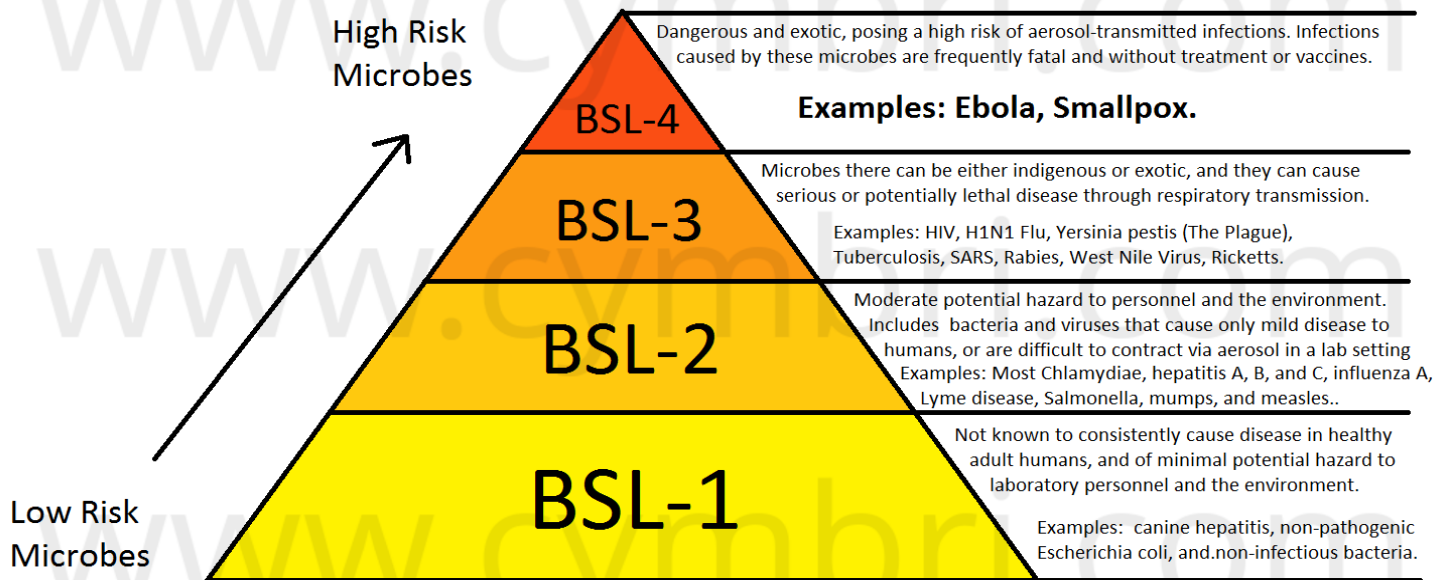 High Risk
Microbes
Dangerous and exotic, posing a high risk of aerosol-transmitted infections. Infections
caused by these microbes are frequently fatal and without treatment or vaccines.
BSL-4
Examples: Ebola, Smallpox.
Microbes there can be either indigenous or exotic, and they can cause
serious or potentially lethal disease through respiratory transmission.
BSL-3
Examples: HIV, H1N1 Flu, Yersinia pestis (The Plague),
Tuberculosis, SARS, Rabies, West Nile Virus, Ricketts.
Moderate potential hazard to personnel and the environment.
Includes bacteria and viruses that cause only mild disease to
humans, or are difficult to contract via aerosol in a lab setting
BSL-2
Examples: Most Chlamydiae, hepatitis A, B, and C, influenza A,
Lyme disease, Salmonella, mumps, and measles..
Not known to consistently cause disease in healthy
adult humans, and of minimal potential hazard to
laboratory personnel and the environment.
BSL-1
Examples: canine hepatitis, non-pathogenic
Escherichia coli, and.non-infectious bacteria.
Low Risk
Microbes
www.cymbri.com
www.cymbri.com
www.cymbri.com